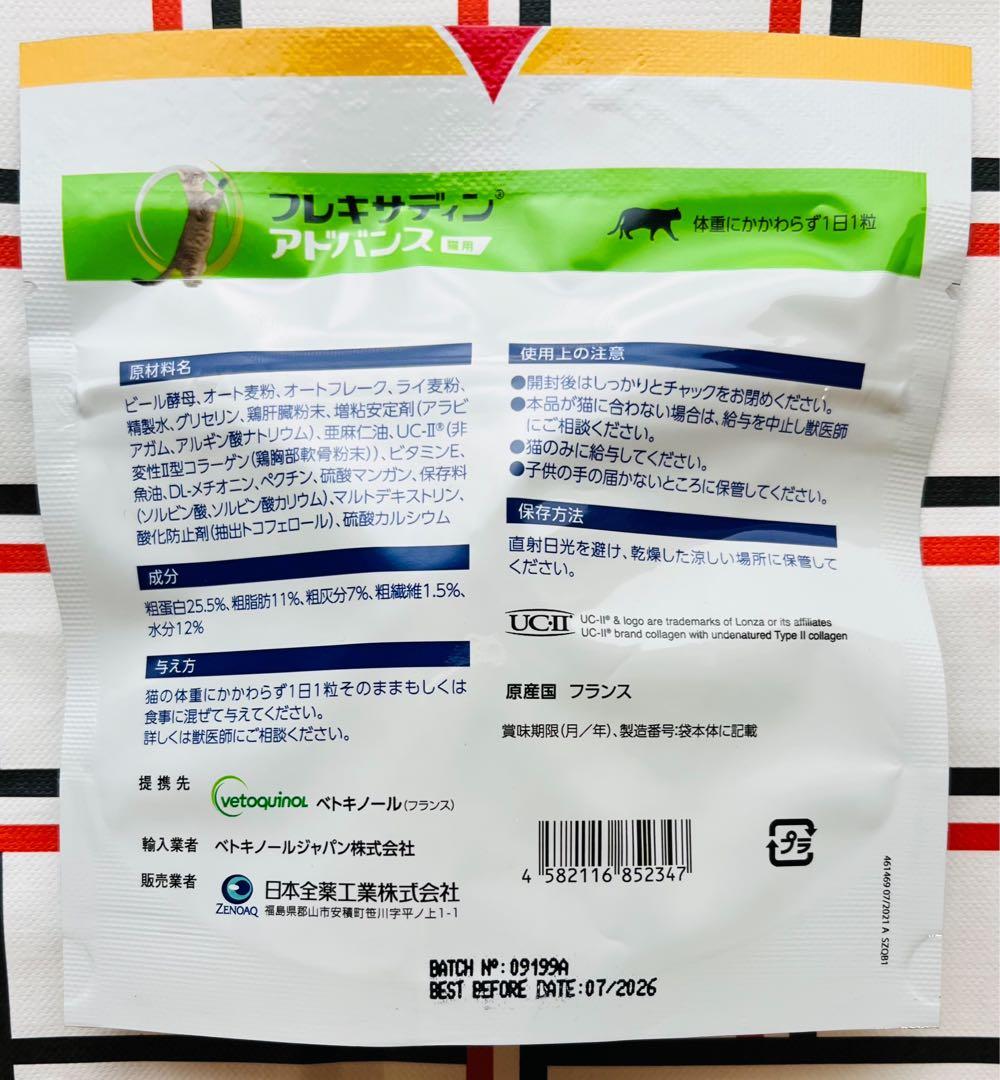 フレキサディン®
アドバンス 猫用
体重にかかわらず1日1粒
原材料名
ビール酵母、オート麦粉、オートフレーク、ライ麦粉、
精製水、グリセリン、鶏肝臓粉末、増粘安定剤(アラビ
アガム、アルギン酸ナトリウム)、亜麻仁油、UC-II®(非
変性II型コラーゲン(鶏胸部軟骨粉末))、ビタミンE、
魚油、DL-メチオニン、ペクチン、硫酸マンガン、保存料
(ソルビン酸、ソルビン酸カリウム)、マルトデキストリン、
酸化防止剤(抽出トコフェロール)、硫酸カルシウム
成分
粗蛋白25.5%、粗脂肪11%、粗灰分7%、粗繊維1.5%、
水分12%
与え方
猫の体重にかかわらず1日1粒そのままもしくは
食事に混ぜて与えてください。
詳しくは獣医師にご相談ください。
使用上の注意
●開封後はしっかりとチャックをお閉めください。
●本品が猫に合わない場合は、給与を中止し獣医師
にご相談ください。
●猫のみに給与してください。
●子供の手の届かないところに保管してください。
保存方法
直射日光を避け、乾燥した涼しい場所に保管して
ください。
UC-II UC-II® & logo are trademarks of Lonza or its affiliates
UC-II® brand collagen with undenatured Type II collagen
原産国 フランス
賞味期限(月/年)、製造番号:袋本体に記載
提携先 vetoquinol ベトキノール(フランス)
輸入業者 ベトキノールジャパン株式会社
販売業者 ZENOAQ 日本全薬工業株式会社
福島県郡山市安積町笹川字平ノ上1-1
4 582116 852347
プラ
461469 07/2021 A SZQB1
BATCH Nº: 09199A
BEST BEFORE DATE:07/2026